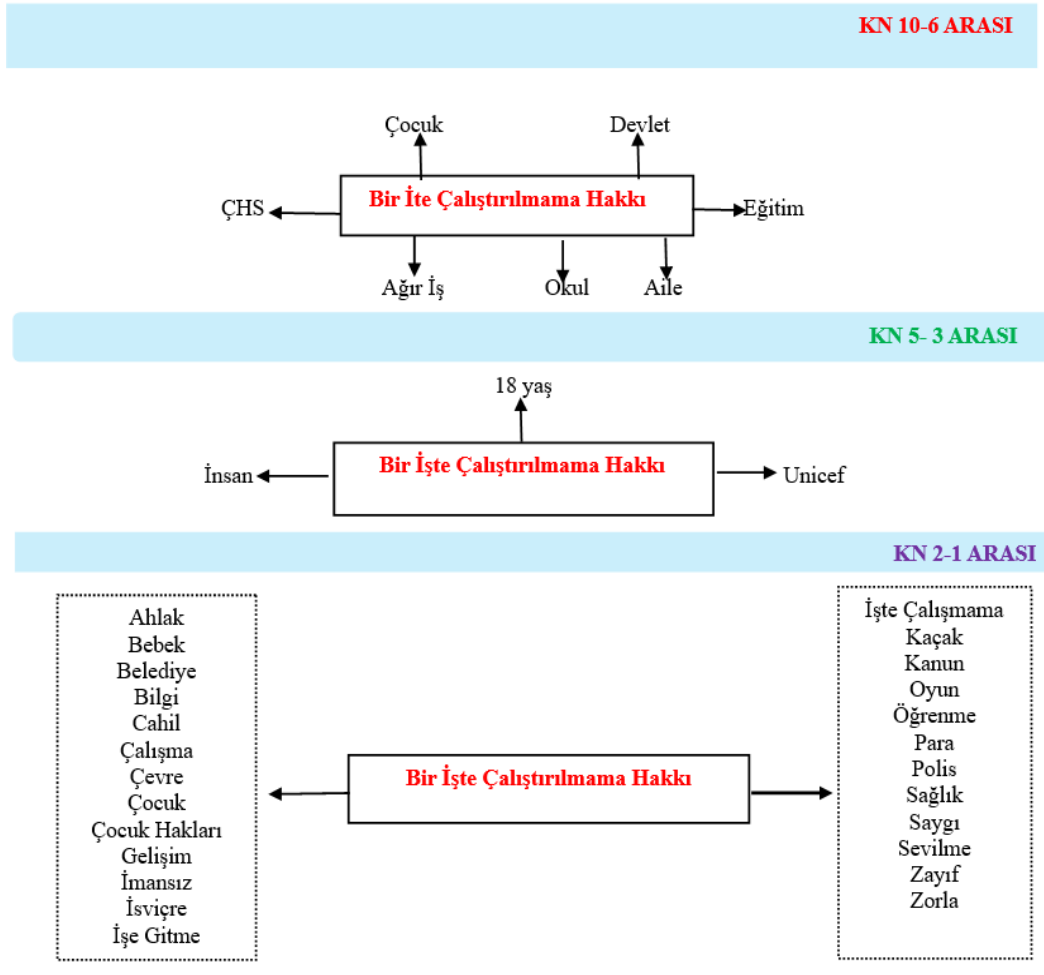 KN 10-6 ARASI
Çocuk
Devlet
ÇHS
Bir İte Çalıştırılmama Hakkı
Eğitim
Ağır İş
Okul
Aile
KN 5- 3 ARASI
18 yaş
İnsan
Bir İşte Çalıştırılmama Hakkı
Unicef
KN 2-1 ARASI
Ahlak
Bebek
Belediye
Bilgi
Cahil
Çalışma
Çevre
Çocuk
Çocuk Hakları
Gelişim
İmansız
İsviçre
İşe Gitme
Bir İşte Çalıştırılmama Hakkı
İşte Çalışmama
Kaçak
Kanun
Oyun
Öğrenme
Para
Polis
Sağlık
Saygı
Sevilme
Zayıf
Zorla